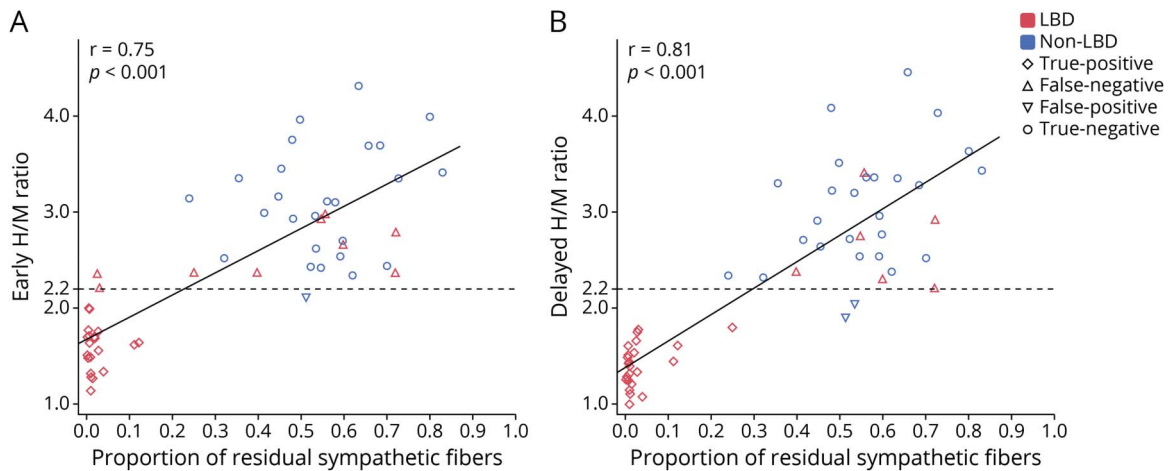 A
r = 0.75
p < 0.001
Early H/M ratio
4.0
3.0
2.2
2.0
1.0
0.0 0.1 0.2 0.3 0.4 0.5 0.6 0.7 0.8 0.9 1.0
Proportion of residual sympathetic fibers
B
r = 0.81
p < 0.001
Delayed H/M ratio
4.0
3.0
2.2
2.0
1.0
0.0 0.1 0.2 0.3 0.4 0.5 0.6 0.7 0.8 0.9 1.0
Proportion of residual sympathetic fibers
LBD
Non-LBD
True-positive
False-negative
False-positive
True-negative